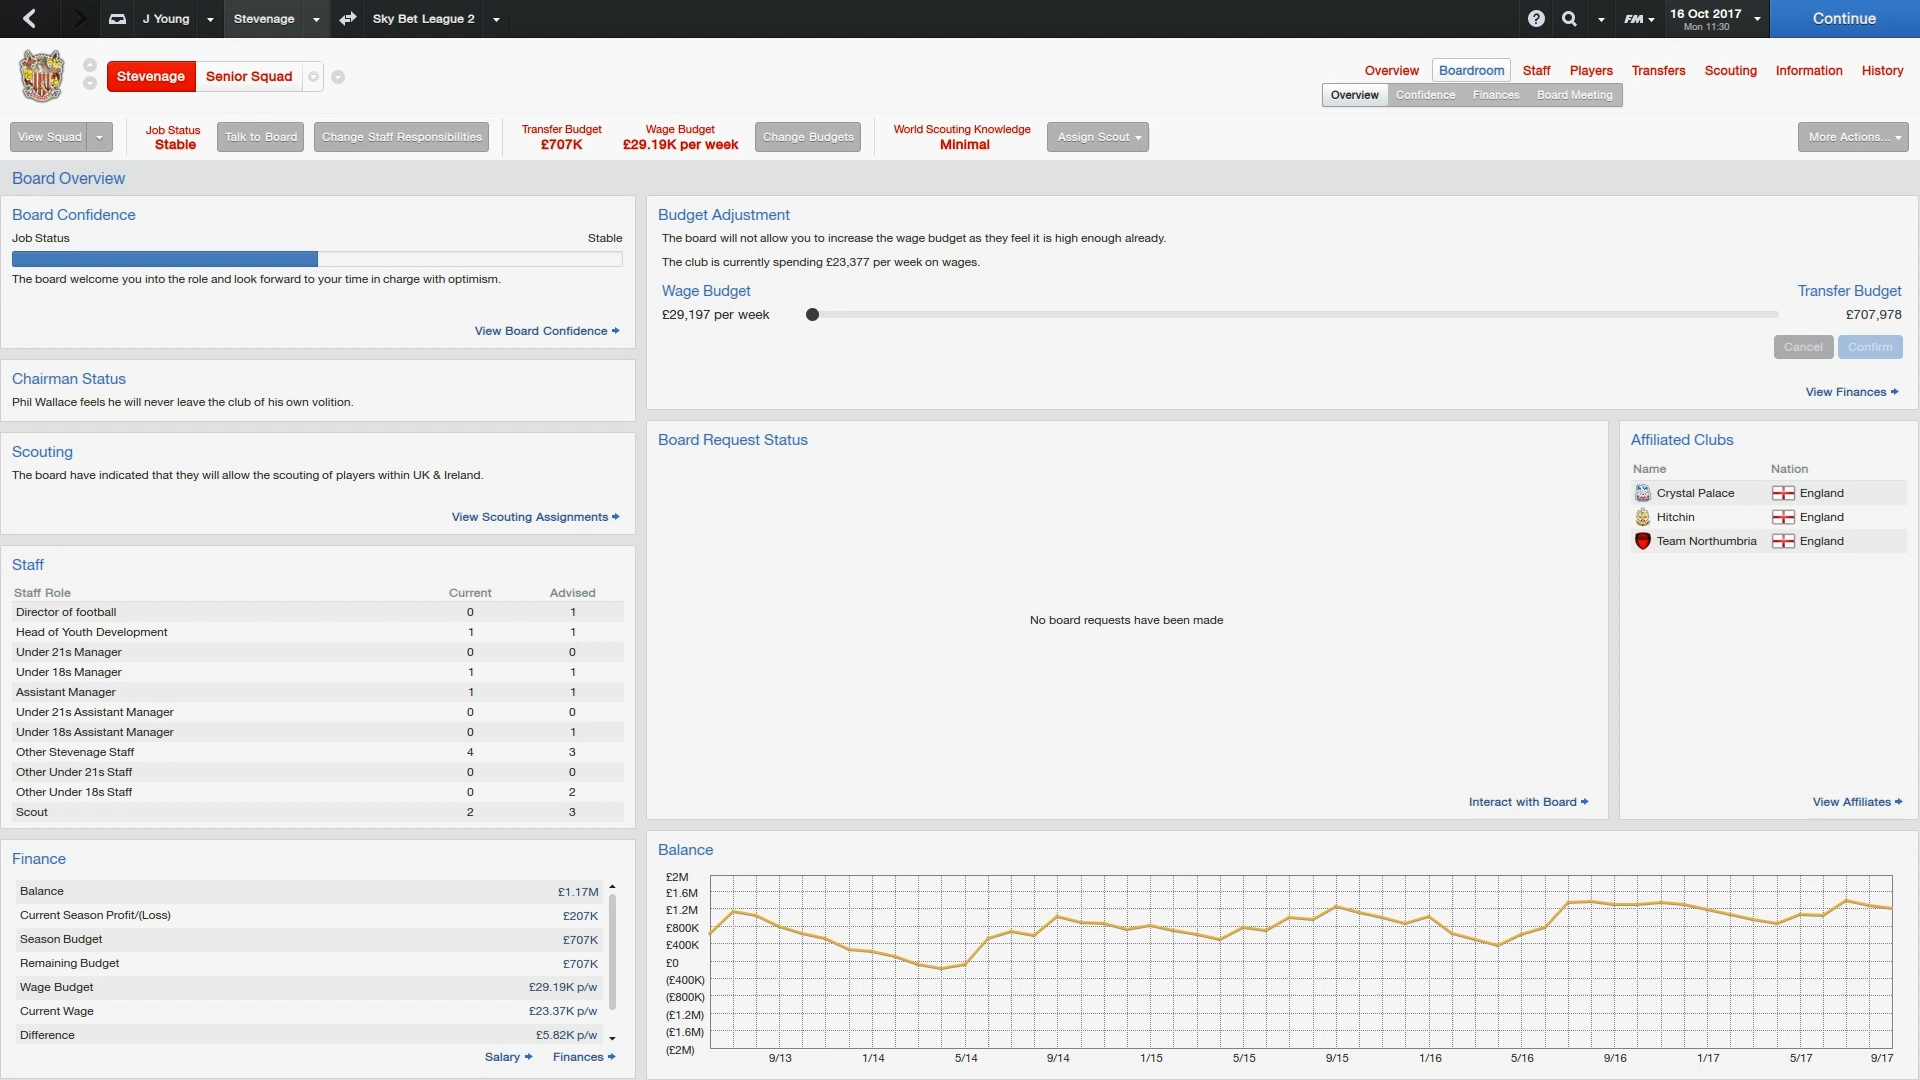 J Young
Stevenage
Sky Bet League 2
FM
16 Oct 2017
Mon 11:30
Continue
Stevenage
Senior Squad
Overview
Boardroom
Staff
Players
Transfers
Scouting
Information
History
Overview
Confidence
Finances
Board Meeting
View Squad
Job Status
Stable
Talk to Board
Change Staff Responsibilities
Transfer Budget
£707K
Wage Budget
£29.19K per week
Change Budgets
World Scouting Knowledge
Minimal
Assign Scout
More Actions...
Board Overview
Board Confidence
Job Status Stable
The board welcome you into the role and look forward to your time in charge with optimism.
View Board Confidence
Chairman Status
Phil Wallace feels he will never leave the club of his own volition.
Scouting
The board have indicated that they will allow the scouting of players within UK & Ireland.
View Scouting Assignments
Staff
Staff Role Current Advised
Director of football 0 1
Head of Youth Development 1 1
Under 21s Manager 0 0
Under 18s Manager 1 1
Assistant Manager 1 1
Under 21s Assistant Manager 0 0
Under 18s Assistant Manager 0 1
Other Stevenage Staff 4 3
Other Under 21s Staff 0 0
Other Under 18s Staff 0 2
Scout 2 3
Finance
Balance £1.17M
Current Season Profit/(Loss) £207K
Season Budget £707K
Remaining Budget £707K
Wage Budget £29.19K p/w
Current Wage £23.37K p/w
Difference £5.82K p/w
Salary Finances
Budget Adjustment
The board will not allow you to increase the wage budget as they feel it is high enough already.
The club is currently spending £23,377 per week on wages.
Wage Budget Transfer Budget
£29,197 per week £707,978
Cancel Confirm
View Finances
Board Request Status
No board requests have been made
Interact with Board
Affiliated Clubs
Name Nation
Crystal Palace England
Hitchin England
Team Northumbria England
View Affiliates
Balance
£2M
£1.6M
£1.2M
£800K
£400K
£0
(£400K)
(£800K)
(£1.2M)
(£1.6M)
(£2M)
9/13 1/14 5/14 9/14 1/15 5/15 9/15 1/16 5/16 9/16 1/17 5/17 9/17